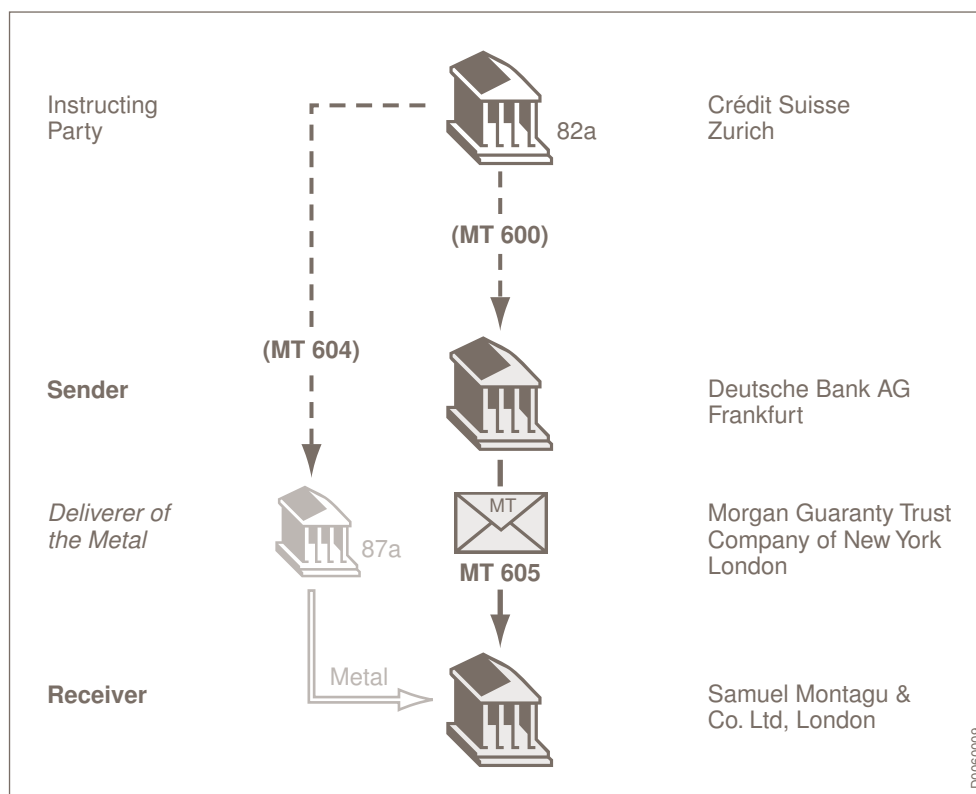 Instructing
Party
82a
Crédit Suisse
Zurich
(MT 600)
(MT 604)
Sender
Deutsche Bank AG
Frankfurt
Deliverer of
the Metal
87a
MT
MT 605
Morgan Guaranty Trust
Company of New York
London
Metal
Receiver
Samuel Montagu &
Co. Ltd, London
D0060009